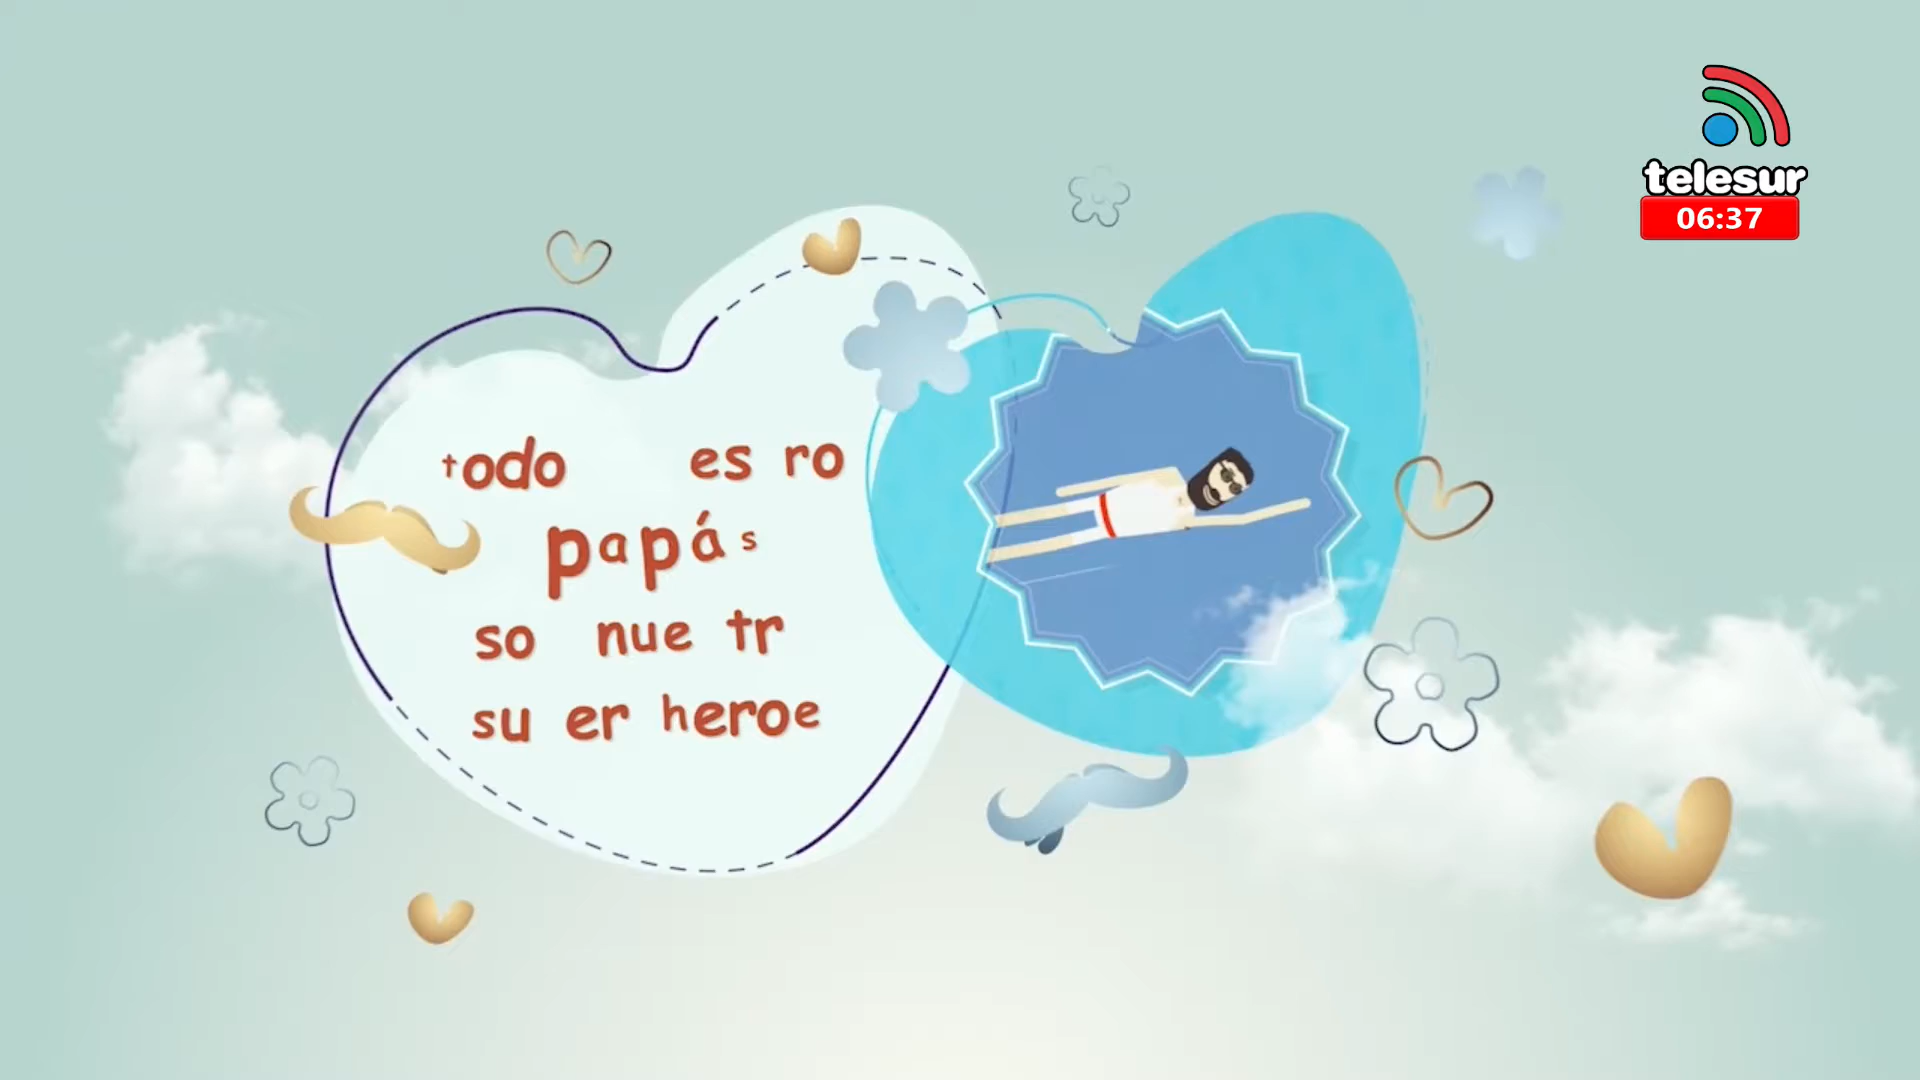 todo es ro
papás
so nue tr
su er heroe
telesur
06:37